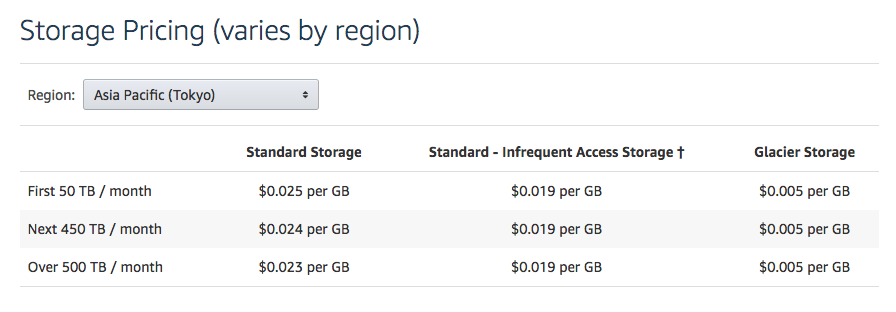 Storage Pricing (varies by region)
Region: Asia Pacific (Tokyo)
Standard Storage Standard - Infrequent Access Storage † Glacier Storage
First 50 TB / month $0.025 per GB $0.019 per GB $0.005 per GB
Next 450 TB / month $0.024 per GB $0.019 per GB $0.005 per GB
Over 500 TB / month $0.023 per GB $0.019 per GB $0.005 per GB